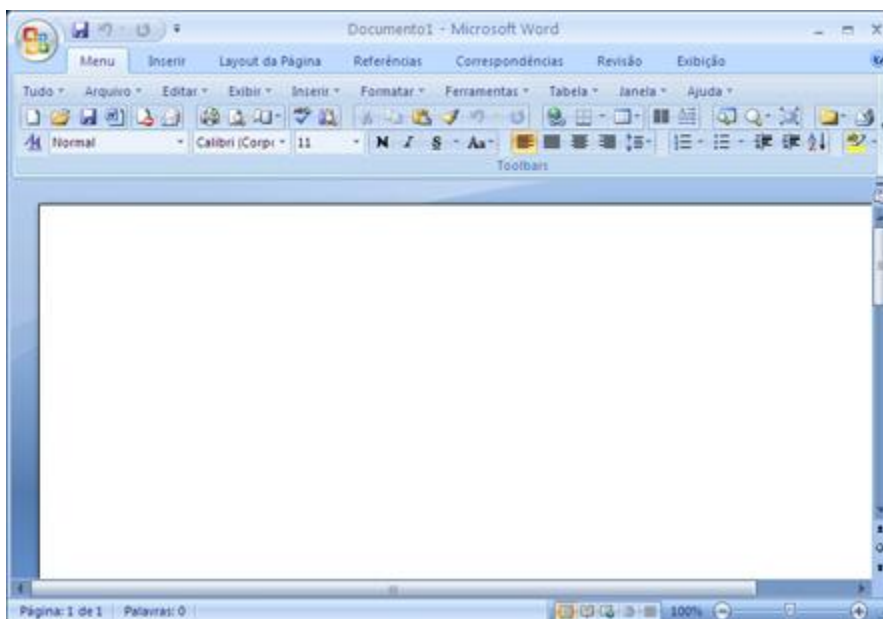 Documento1 - Microsoft Word
Menu Inserir Layout da Página Referências Correspondências Revisão Exibição
Tudo Arquivo Editar Exibir Inserir Formatar Ferramentas Tabela Janela Ajuda
Normal Calibri (Corpo 11 N I S Aa
Toolbars
Página: 1 de 1 Palavras: 0 100%